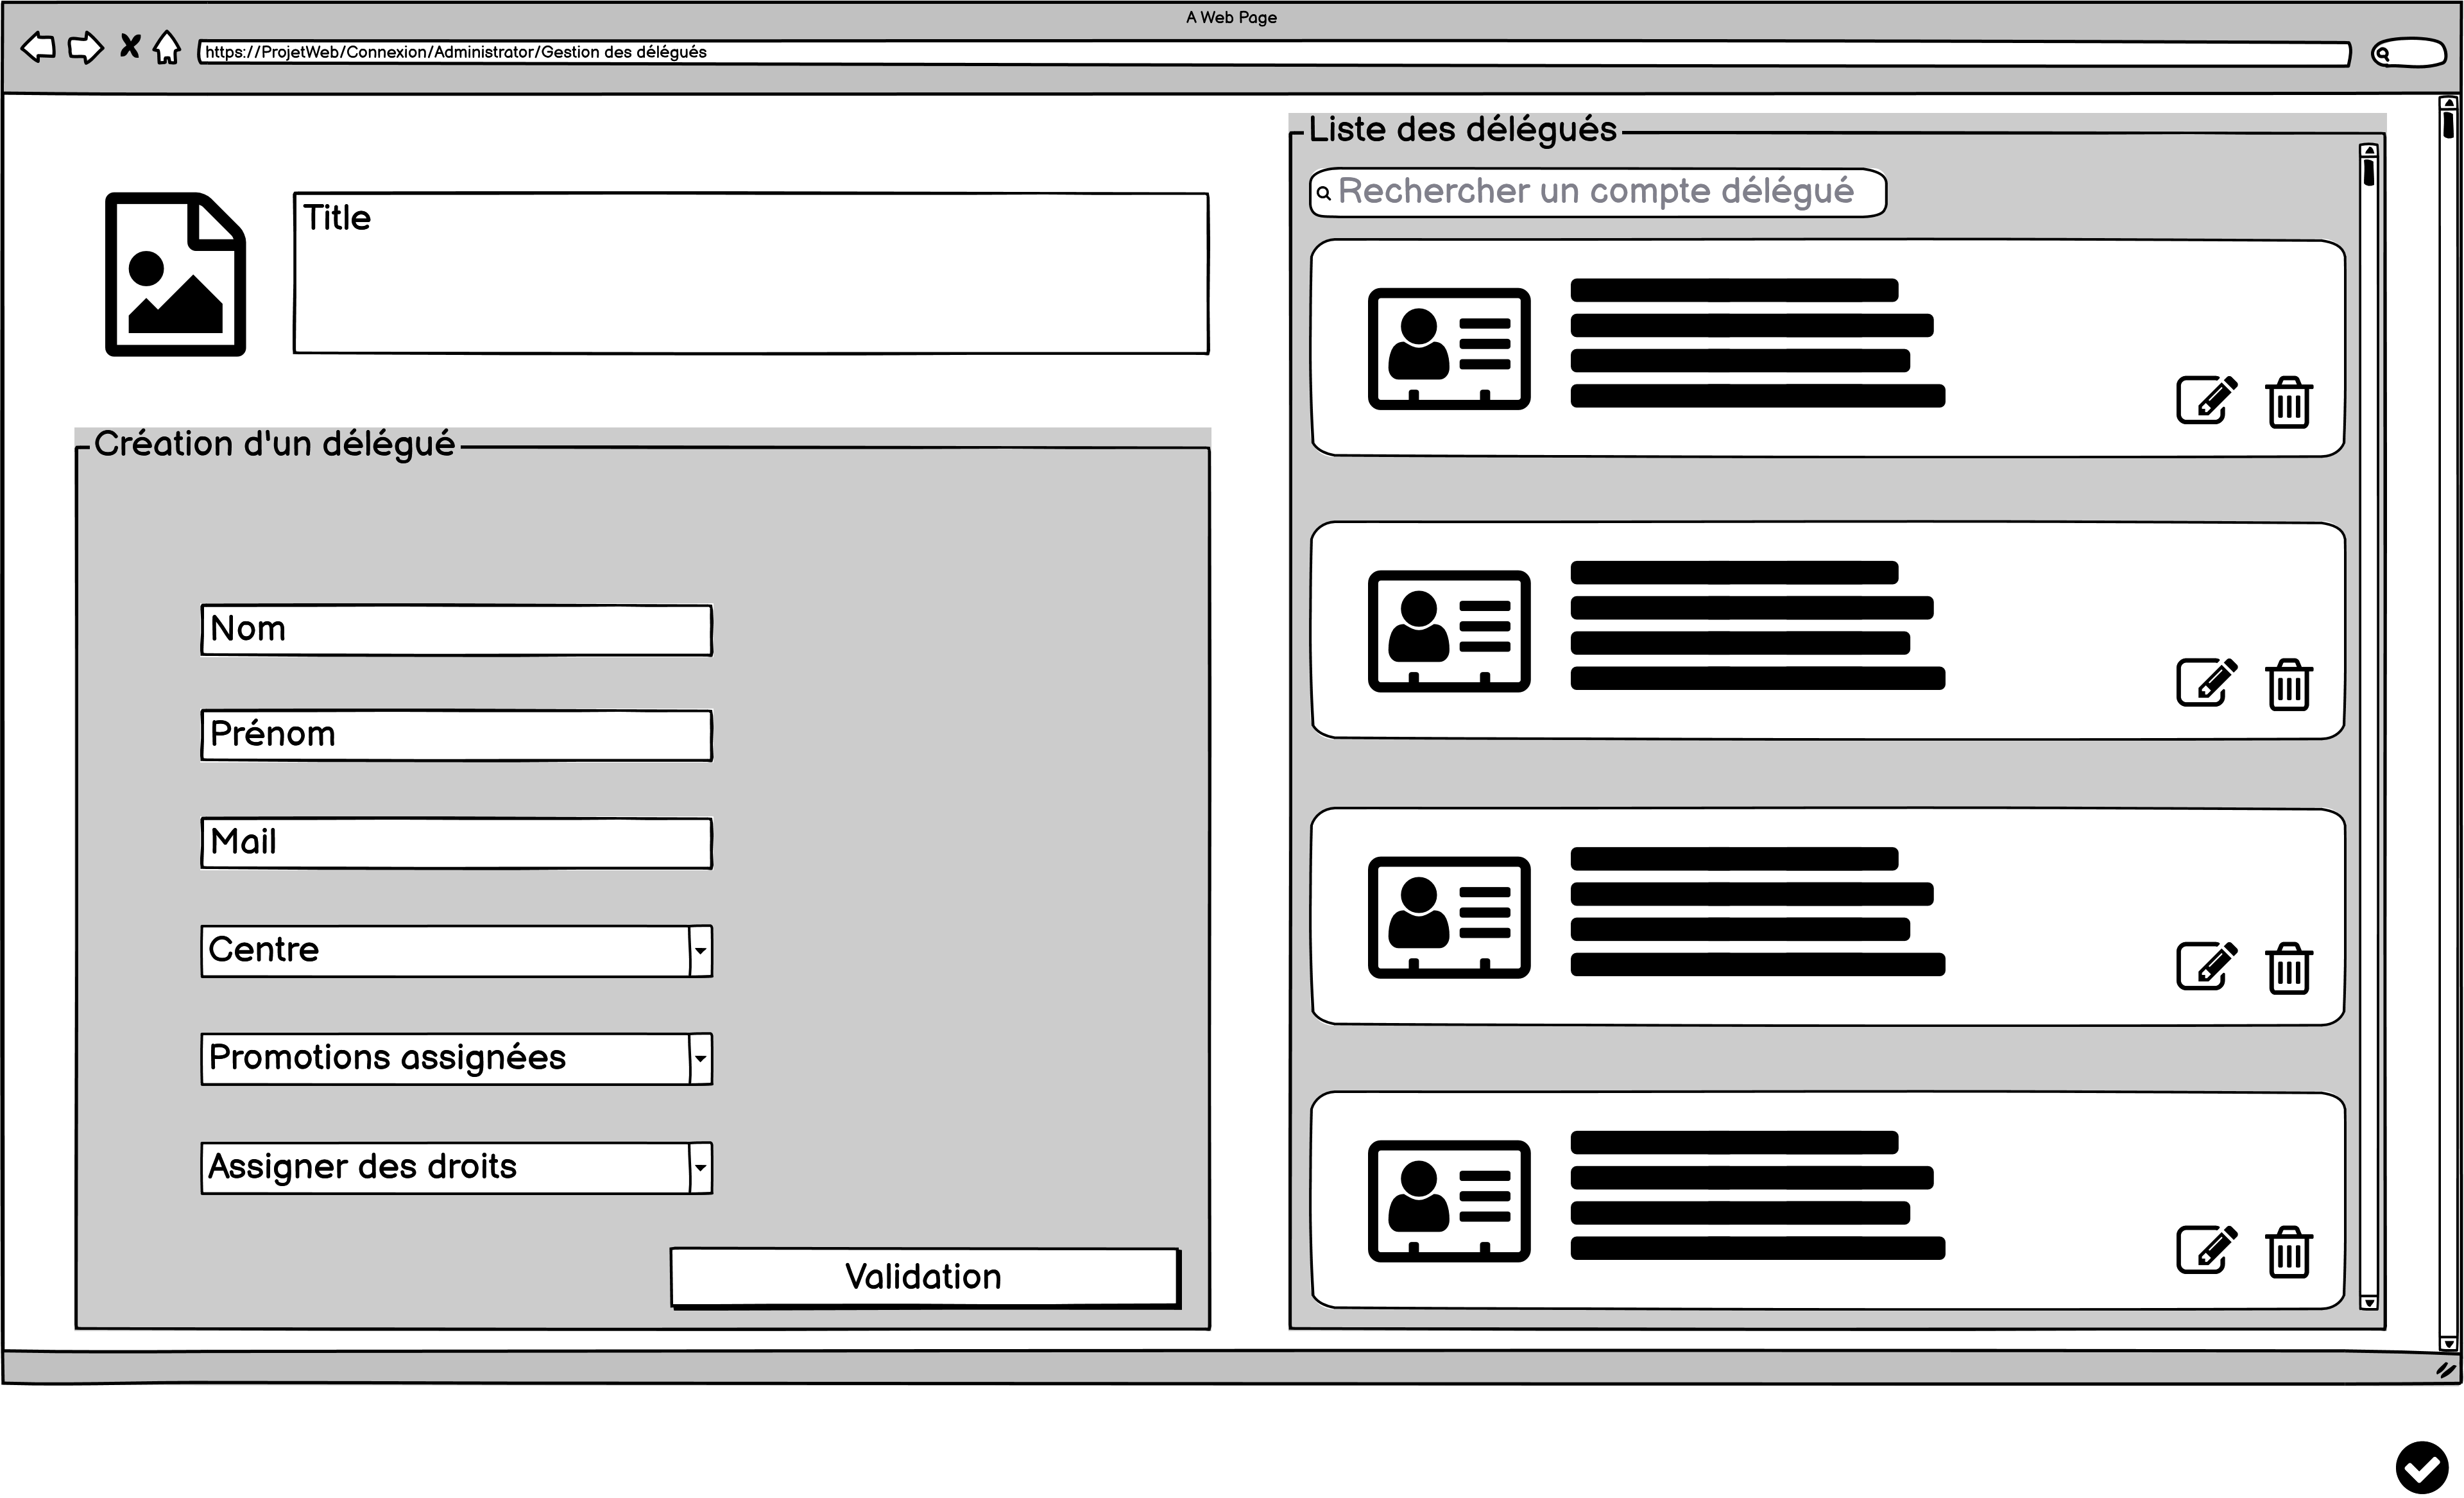 A Web Page
https://ProjetWeb/Connexion/Administrator/Gestion des délégués
Title
Création d'un délégué
Nom
Prénom
Mail
Centre
Promotions assignées
Assigner des droits
Validation
Liste des délégués
Rechercher un compte délégué